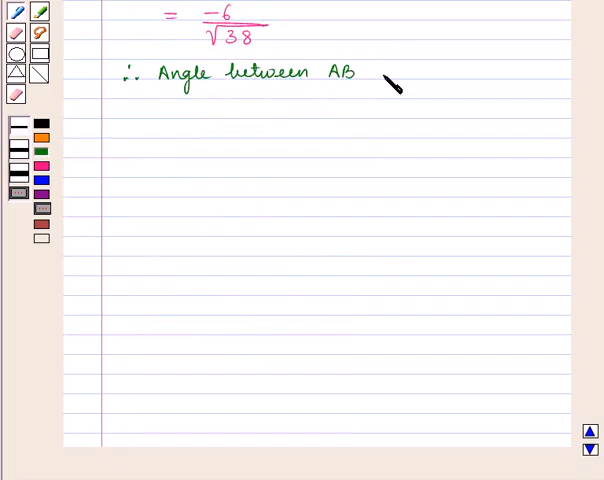 = -6/√38
∴ Angle between AB